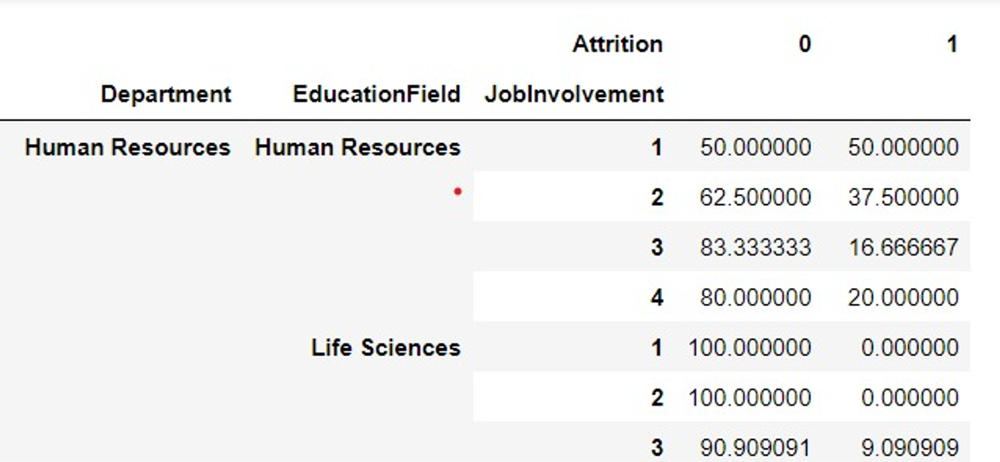 Attrition 0 1
Department EducationField JobInvolvement
Human Resources Human Resources 1 50.000000 50.000000
2 62.500000 37.500000
3 83.333333 16.666667
4 80.000000 20.000000
Life Sciences 1 100.000000 0.000000
2 100.000000 0.000000
3 90.909091 9.090909